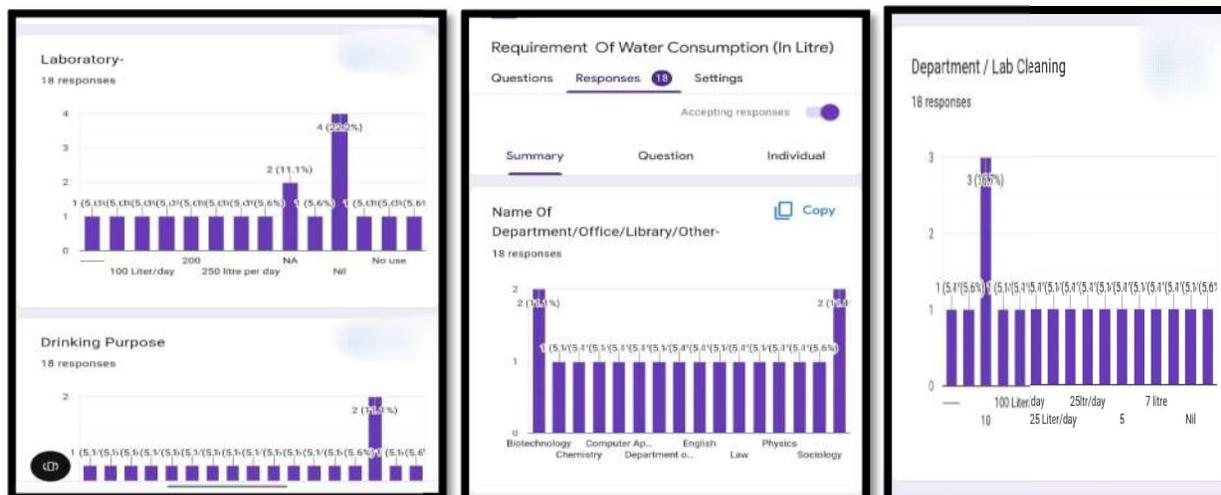 Laboratory-
18 responses
4
4 (22.2%)
3
2 (11.1%)
2
1
0
200
NA
No use
100 Liter/day
250 litre per day
Nil
Drinking Purpose
18 responses
2
Requirement Of Water Consumption (In Litre)
Questions
Responses 18
Settings
Accepting responses
Summary
Question
Individual
Name Of
Department/Office/Library/Other-
Copy
18 responses
2
2 (11.1%)
1
0
Biotechnology
Computer Ap...
English
Physics
Chemistry
Department o...
Law
Sociology
Department / Lab Cleaning
18 responses
3
3 (16.7%)
2
1
0
100 Liter/day
25ltr/day
7 litre
10
25 Liter/day
5
Nil